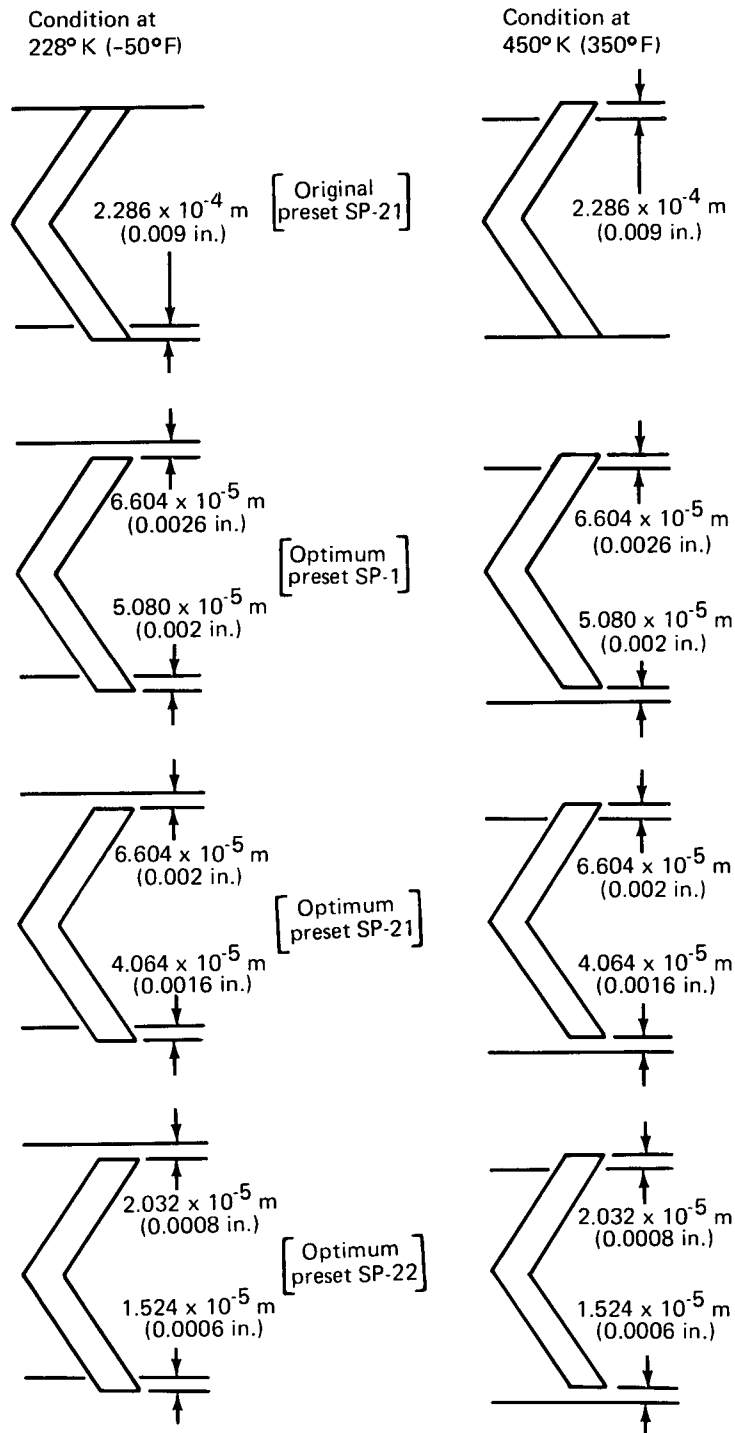 Condition at
228° K (-50°F)
Condition at
450° K (350°F)
2.286 x 10⁻⁴ m
(0.009 in.)
[Original
preset SP-21]
2.286 x 10⁻⁴ m
(0.009 in.)
6.604 x 10⁻⁵ m
(0.0026 in.)
5.080 x 10⁻⁵ m
(0.002 in.)
[Optimum
preset SP-1]
6.604 x 10⁻⁵ m
(0.0026 in.)
5.080 x 10⁻⁵ m
(0.002 in.)
6.604 x 10⁻⁵ m
(0.002 in.)
4.064 x 10⁻⁵ m
(0.0016 in.)
[Optimum
preset SP-21]
6.604 x 10⁻⁵ m
(0.002 in.)
4.064 x 10⁻⁵ m
(0.0016 in.)
2.032 x 10⁻⁵ m
(0.0008 in.)
1.524 x 10⁻⁵ m
(0.0006 in.)
[Optimum
preset SP-22]
2.032 x 10⁻⁵ m
(0.0008 in.)
1.524 x 10⁻⁵ m
(0.0006 in.)